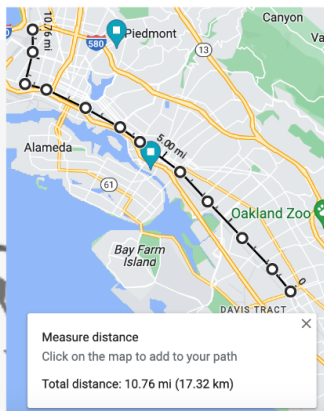 Canyon
10.76 mi
Piedmont
580
13
Va
5.00 mi
Alameda
61
Oakland Zoo
Bay Farm
Island
0
DAVIS TRACT
Measure distance
Click on the map to add to your path
Total distance: 10.76 mi (17.32 km)